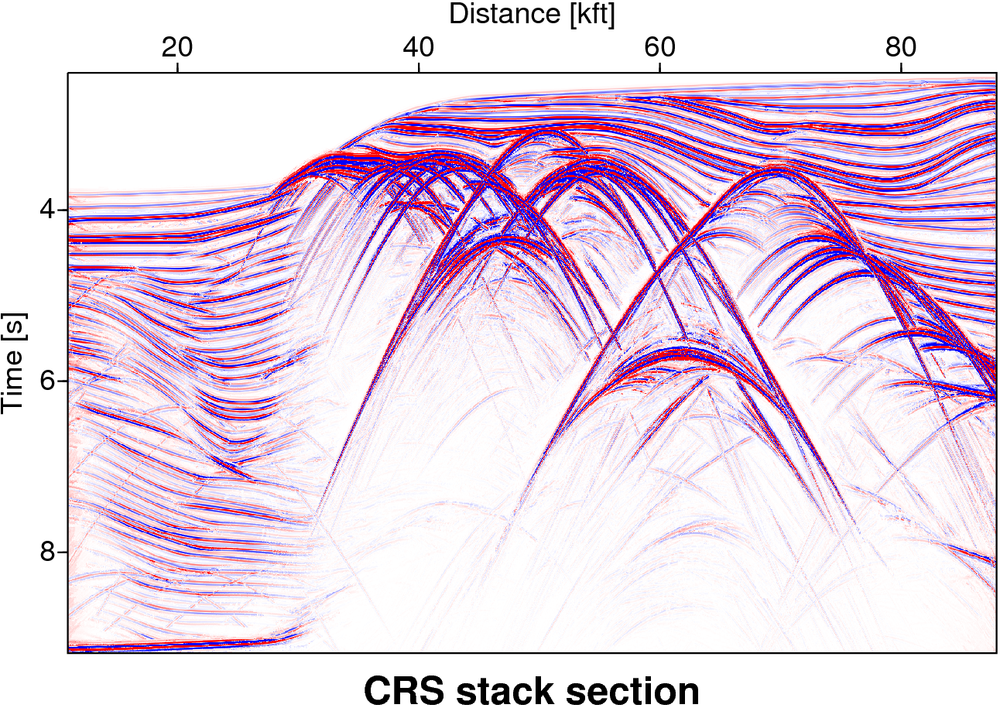 Distance [kft]
20 40 60 80
Time [s]
4
6
8
CRS stack section